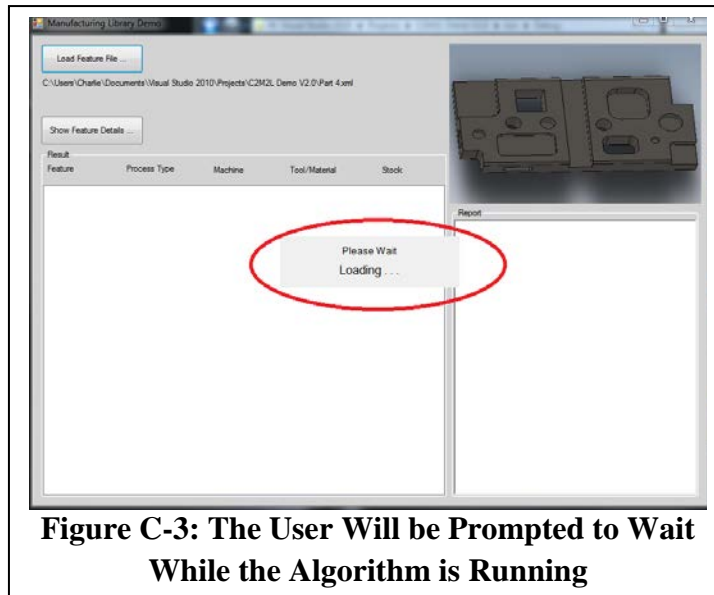 Manufacturing Library Demo
Load Feature File ...
C:\Users\Charlie\Documents\Visual Studio 2010\Projects\C2M2L Demo V2.0\Part 4.xml
Show Feature Details ...
Result
Feature Process Type Machine Tool/Material Stock
Report
Please Wait
Loading . . .
Figure C-3: The User Will be Prompted to Wait
While the Algorithm is Running